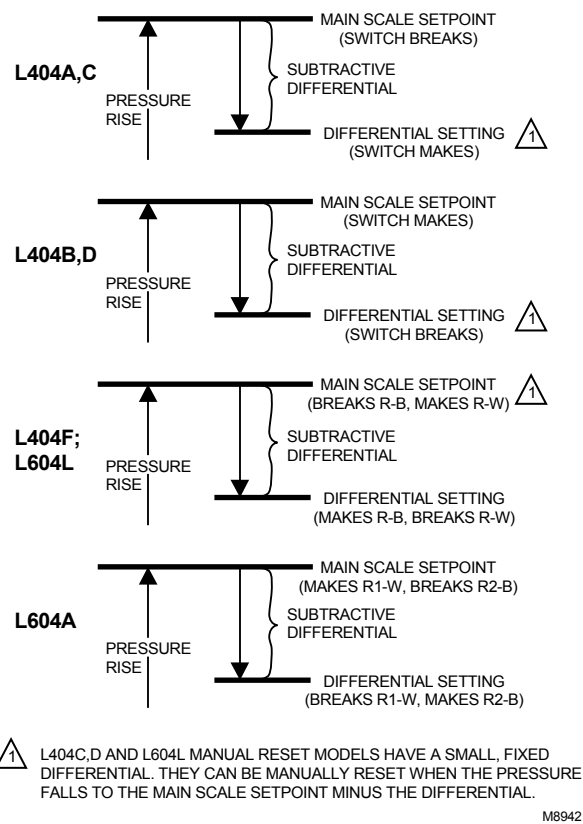 MAIN SCALE SETPOINT
(SWITCH BREAKS)
L404A,C
SUBTRACTIVE
DIFFERENTIAL
PRESSURE
RISE
DIFFERENTIAL SETTING 1
(SWITCH MAKES)
MAIN SCALE SETPOINT
(SWITCH MAKES)
L404B,D
SUBTRACTIVE
DIFFERENTIAL
PRESSURE
RISE
DIFFERENTIAL SETTING 1
(SWITCH BREAKS)
MAIN SCALE SETPOINT 1
(BREAKS R-B, MAKES R-W)
L404F;
L604L
SUBTRACTIVE
DIFFERENTIAL
PRESSURE
RISE
DIFFERENTIAL SETTING
(MAKES R-B, BREAKS R-W)
MAIN SCALE SETPOINT
(MAKES R1-W, BREAKS R2-B)
L604A
SUBTRACTIVE
DIFFERENTIAL
PRESSURE
RISE
DIFFERENTIAL SETTING
(BREAKS R1-W, MAKES R2-B)
1 L404C,D AND L604L MANUAL RESET MODELS HAVE A SMALL, FIXED
DIFFERENTIAL. THEY CAN BE MANUALLY RESET WHEN THE PRESSURE
FALLS TO THE MAIN SCALE SETPOINT MINUS THE DIFFERENTIAL.
M8942